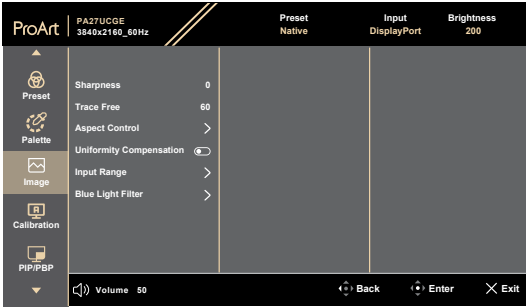 ProArt
PA27UCGE
3840x2160_60Hz
Preset
Native
Input
DisplayPort
Brightness
200
Preset
Palette
Image
Calibration
PIP/PBP
Sharpness 0
Trace Free 60
Aspect Control
Uniformity Compensation
Input Range
Blue Light Filter
Volume 50
Back
Enter
Exit